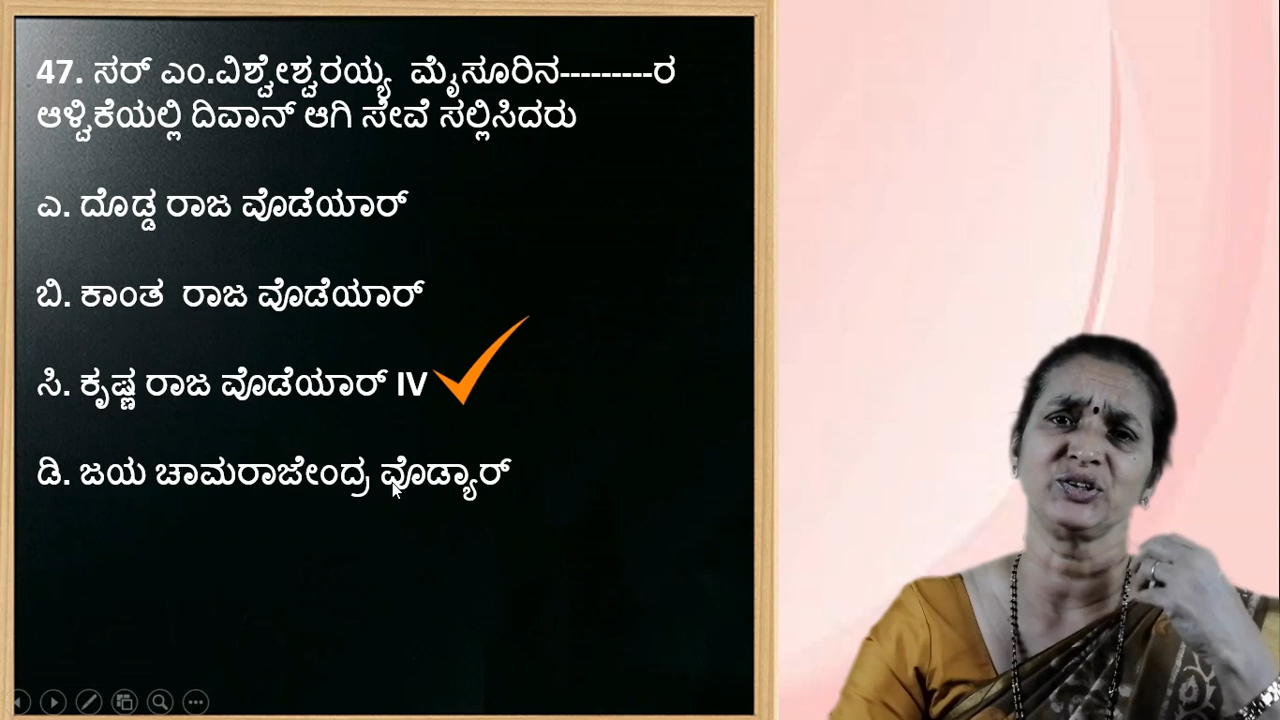 47. ಸರ್ ಎಂ.ವಿಶ್ವೇಶ್ವರಯ್ಯ ಮೈಸೂರಿನ---------ರ
ಆಳ್ವಿಕೆಯಲ್ಲಿ ದಿವಾನ್ ಆಗಿ ಸೇವೆ ಸಲ್ಲಿಸಿದರು
ಎ. ದೊಡ್ಡ ರಾಜ ವೊಡೆಯಾರ್
ಬಿ. ಕಾಂತ ರಾಜ ವೊಡೆಯಾರ್
ಸಿ. ಕೃಷ್ಣ ರಾಜ ವೊಡೆಯಾರ್ IV
ಡಿ. ಜಯ ಚಾಮರಾಜೇಂದ್ರ